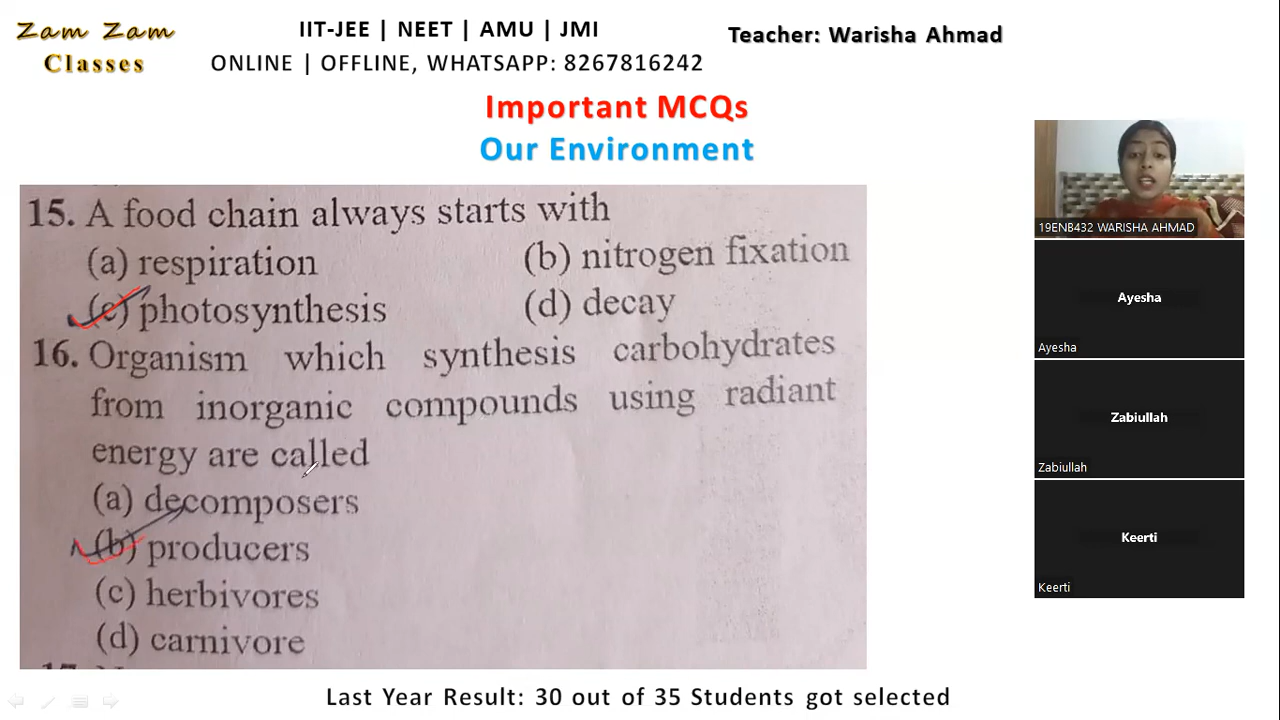 Zam Zam
Classes
IIT-JEE | NEET | AMU | JMI
ONLINE | OFFLINE, WHATSAPP: 8267816242
Teacher: Warisha Ahmad
Important MCQs
Our Environment
15. A food chain always starts with
(a) respiration (b) nitrogen fixation
(c) photosynthesis (d) decay
16. Organism which synthesis carbohydrates
from inorganic compounds using radiant
energy are called
(a) decomposers
(b) producers
(c) herbivores
(d) carnivore
19ENB432 WARISHA AHMAD
Ayesha
Ayesha
Zabiullah
Zabiullah
Keerti
Keerti
Last Year Result: 30 out of 35 Students got selected